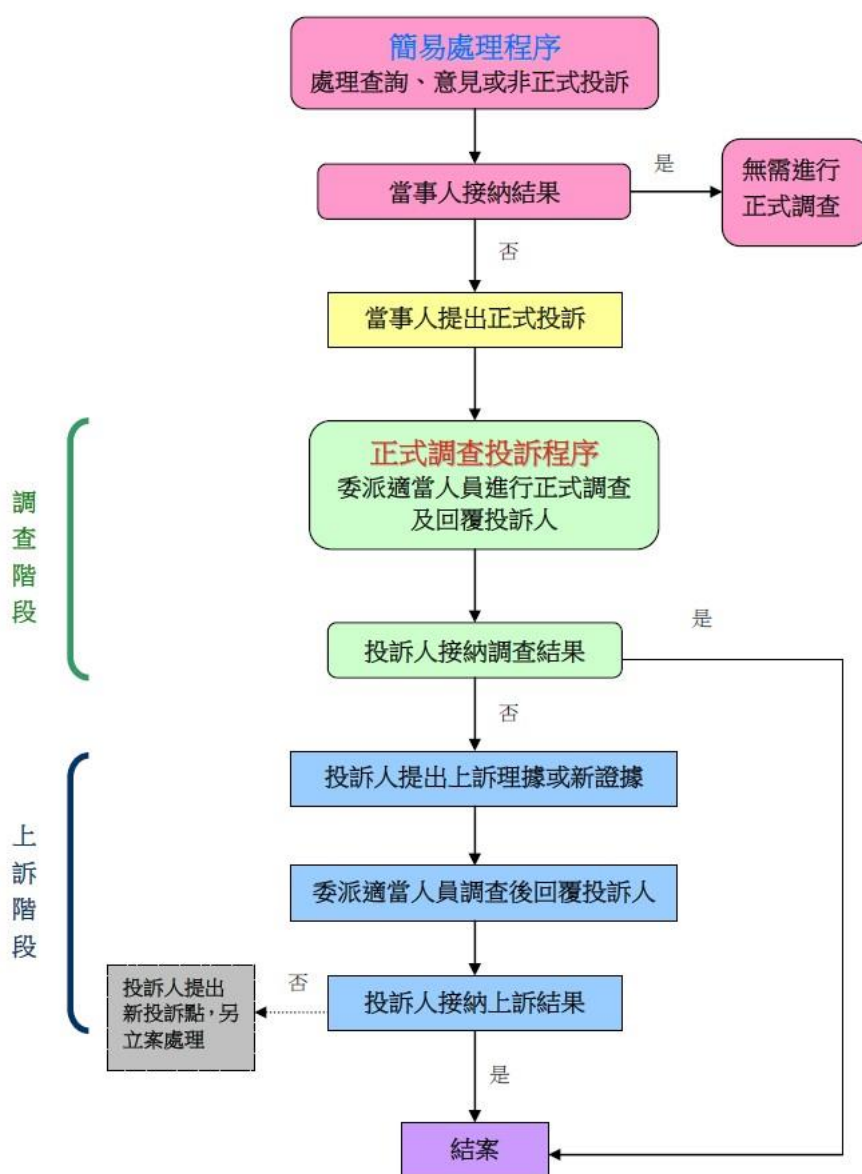 簡易處理程序
處理查詢、意見或非正式投訴
是
當事人接納結果
無需進行
正式調查
否
當事人提出正式投訴
調查階段
正式調查投訴程序
委派適當人員進行正式調查
及回覆投訴人
是
投訴人接納調查結果
否
上訴階段
投訴人提出上訴理據或新證據
委派適當人員調查後回覆投訴人
投訴人提出
新投訴點，另
立案處理
否
投訴人接納上訴結果
是
結案